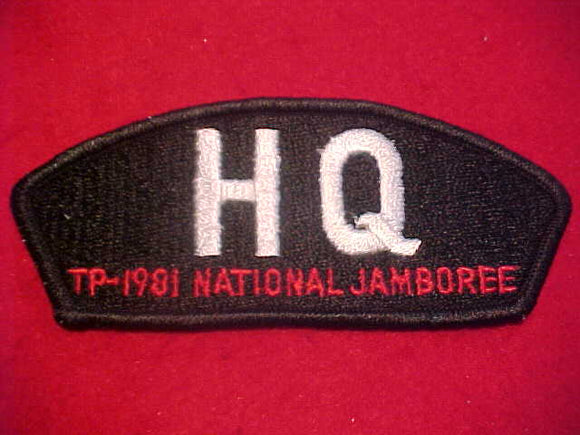 HQ
TP-1981 NATIONAL JAMBOREE